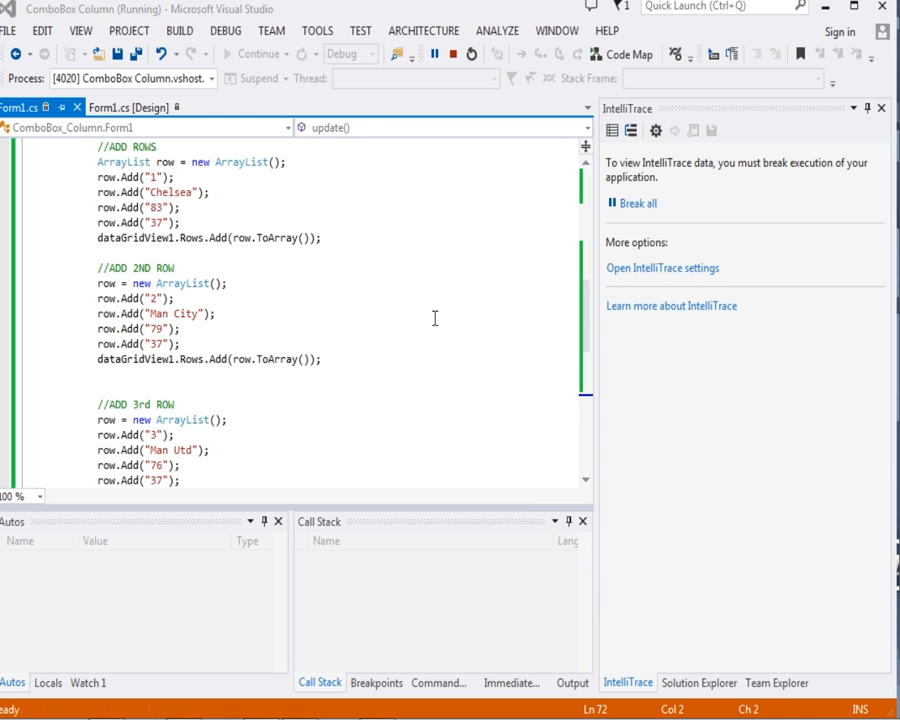 ComboBox Column (Running) - Microsoft Visual Studio
1
Quick Launch (Ctrl+Q)
FILE EDIT VIEW PROJECT BUILD DEBUG TEAM TOOLS TEST ARCHITECTURE ANALYZE WINDOW HELP
Sign in
Continue Debug Code Map
Process: [4020] ComboBox Column.vshost. Suspend Thread: Stack Frame:
Form1.cs Form1.cs [Design]
ComboBox_Column.Form1 update()
//ADD ROWS
ArrayList row = new ArrayList();
row.Add("1");
row.Add("Chelsea");
row.Add("83");
row.Add("37");
dataGridView1.Rows.Add(row.ToArray());
//ADD 2ND ROW
row = new ArrayList();
row.Add("2");
row.Add("Man City");
row.Add("79");
row.Add("37");
dataGridView1.Rows.Add(row.ToArray());
//ADD 3rd ROW
row = new ArrayList();
row.Add("3");
row.Add("Man Utd");
row.Add("76");
row.Add("37");
100 %
IntelliTrace
To view IntelliTrace data, you must break execution of your
application.
Break all
More options:
Open IntelliTrace settings
Learn more about IntelliTrace
Autos
Name Value Type
Call Stack
Name Lang
Autos Locals Watch 1
Call Stack Breakpoints Command... Immediate... Output
IntelliTrace Solution Explorer Team Explorer
eady Ln 72 Col 2 Ch 2 INS